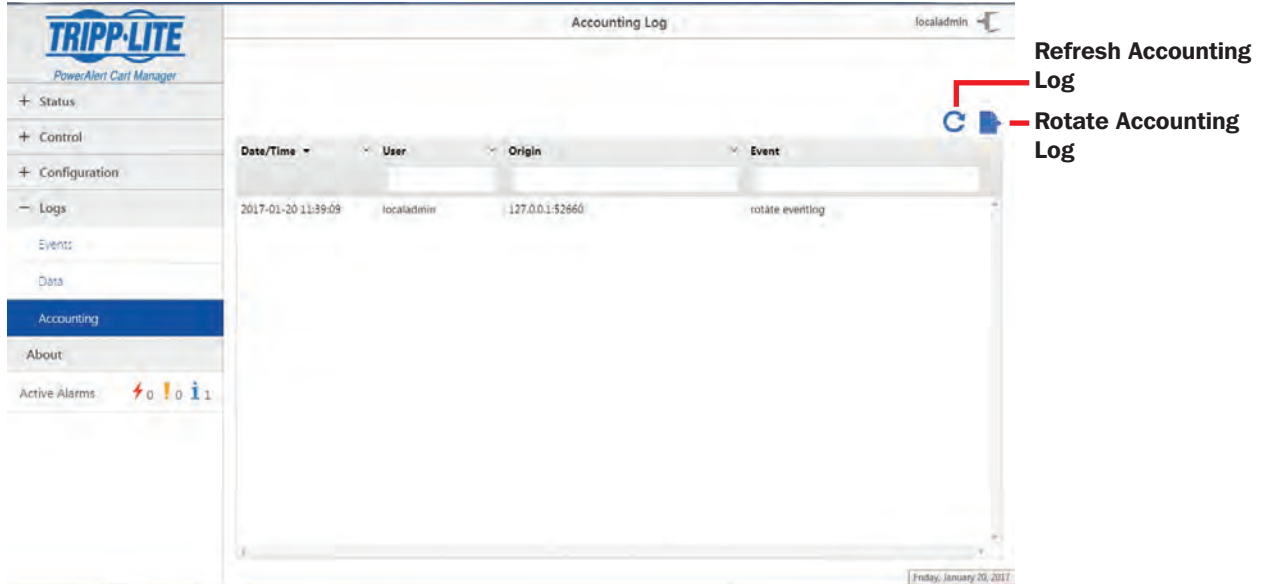 TRIPP·LITE
PowerAlert Cart Manager
Accounting Log
localadmin
Refresh Accounting
Log
Rotate Accounting
Log
+ Status
+ Control
+ Configuration
− Logs
Events
Data
Accounting
About
Active Alarms 0 0 1
Date/Time User Origin Event
2017-01-20 11:39:09 localadmin 127.0.0.1:52660 rotate eventlog
Friday, January 20, 2017